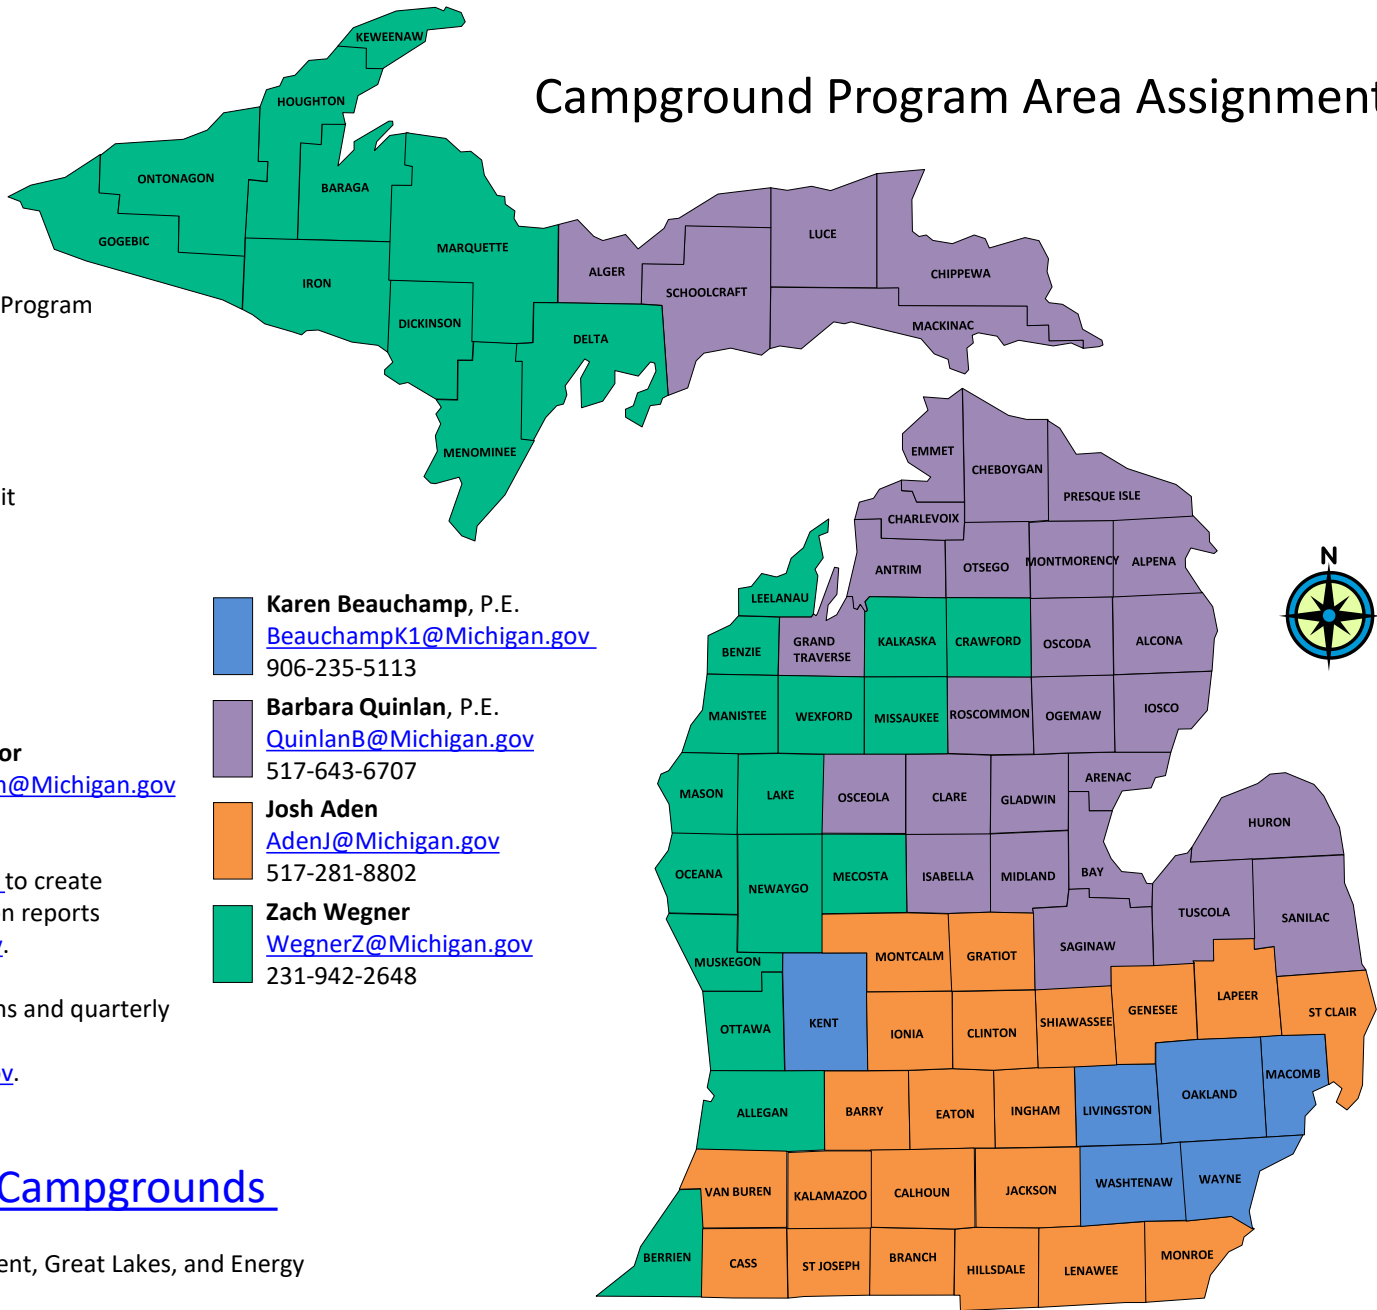 Campground Program Area Assignment
Program
it
or
n@Michigan.gov
to create
n reports
v.
ns and quarterly
ov.
Campgrounds
ent, Great Lakes, and Energy
Karen Beauchamp, P.E.
BeauchampK1@Michigan.gov
906-235-5113
Barbara Quinlan, P.E.
QuinlanB@Michigan.gov
517-643-6707
Josh Aden
AdenJ@Michigan.gov
517-281-8802
Zach Wegner
WegnerZ@Michigan.gov
231-942-2648
N
KEWEENAW
HOUGHTON
ONTONAGON
BARAGA
GOGEBIC
MARQUETTE
IRON
DICKINSON
DELTA
MENOMINEE
ALGER
SCHOOLCRAFT
LUCE
CHIPPEWA
MACKINAC
EMMET
CHEBOYGAN
PRESQUE ISLE
CHARLEVOIX
ANTRIM
OTSEGO
MONTMORENCY
ALPENA
LEELANAU
BENZIE
GRAND
TRAVERSE
KALKASKA
CRAWFORD
OSCODA
ALCONA
MANISTEE
WEXFORD
MISSAUKEE
ROSCOMMON
OGEMAW
IOSCO
MASON
LAKE
OSCEOLA
CLARE
GLADWIN
ARENAC
HURON
OCEANA
NEWAYGO
MECOSTA
ISABELLA
MIDLAND
BAY
TUSCOLA
SANILAC
MUSKEGON
MONTCALM
GRATIOT
SAGINAW
OTTAWA
KENT
IONIA
CLINTON
SHIAWASSEE
GENESEE
LAPEER
ST CLAIR
ALLEGAN
BARRY
EATON
INGHAM
LIVINGSTON
OAKLAND
MACOMB
VAN BUREN
KALAMAZOO
CALHOUN
JACKSON
WASHTENAW
WAYNE
BERRIEN
CASS
ST JOSEPH
BRANCH
HILLSDALE
LENAWEE
MONROE